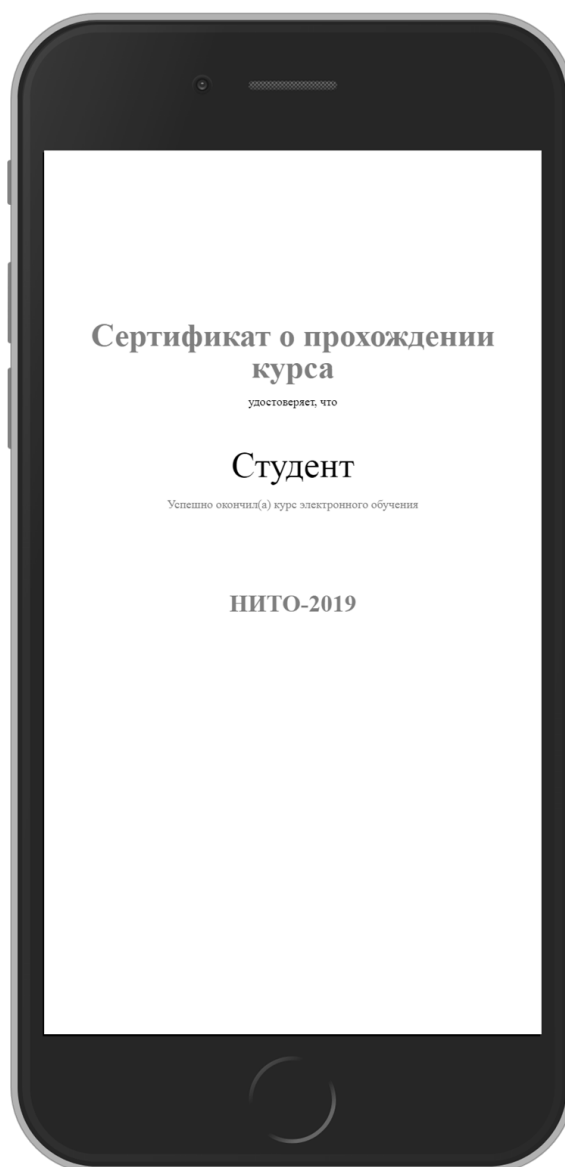 Сертификат о прохождении
курса
удостоверяет, что
Студент
Успешно окончил(а) курс электронного обучения
НИТО-2019